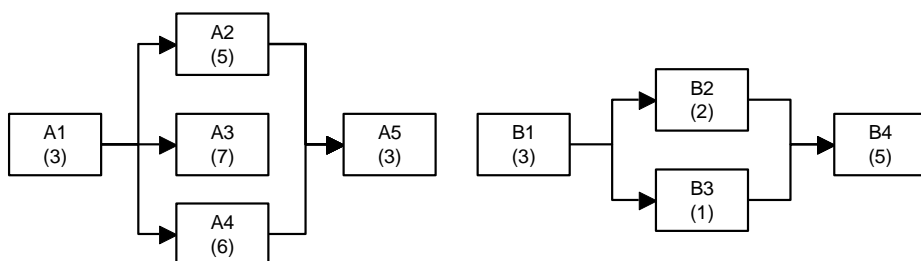 A1
(3)
A2
(5)
A3
(7)
A4
(6)
A5
(3)
B1
(3)
B2
(2)
B3
(1)
B4
(5)